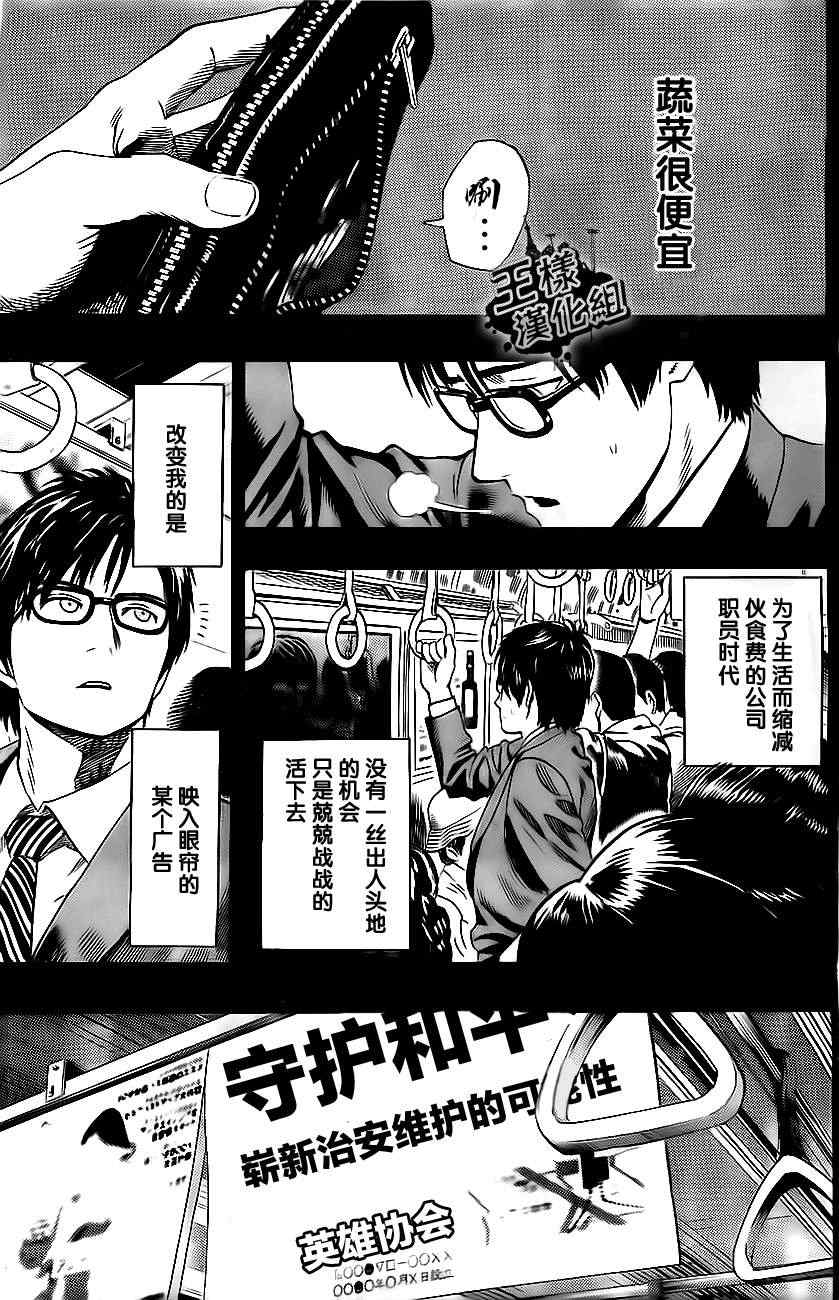 蔬菜很便宜
唰…
王樣
漢化組
为了生活而缩减
伙食费的公司
职员时代
没有一丝出人头地
的机会
只是兢兢战战的
活下去
改变我的是
映入眼帘的
某个广告
守护和平
崭新治安维护的可能性
英雄协会